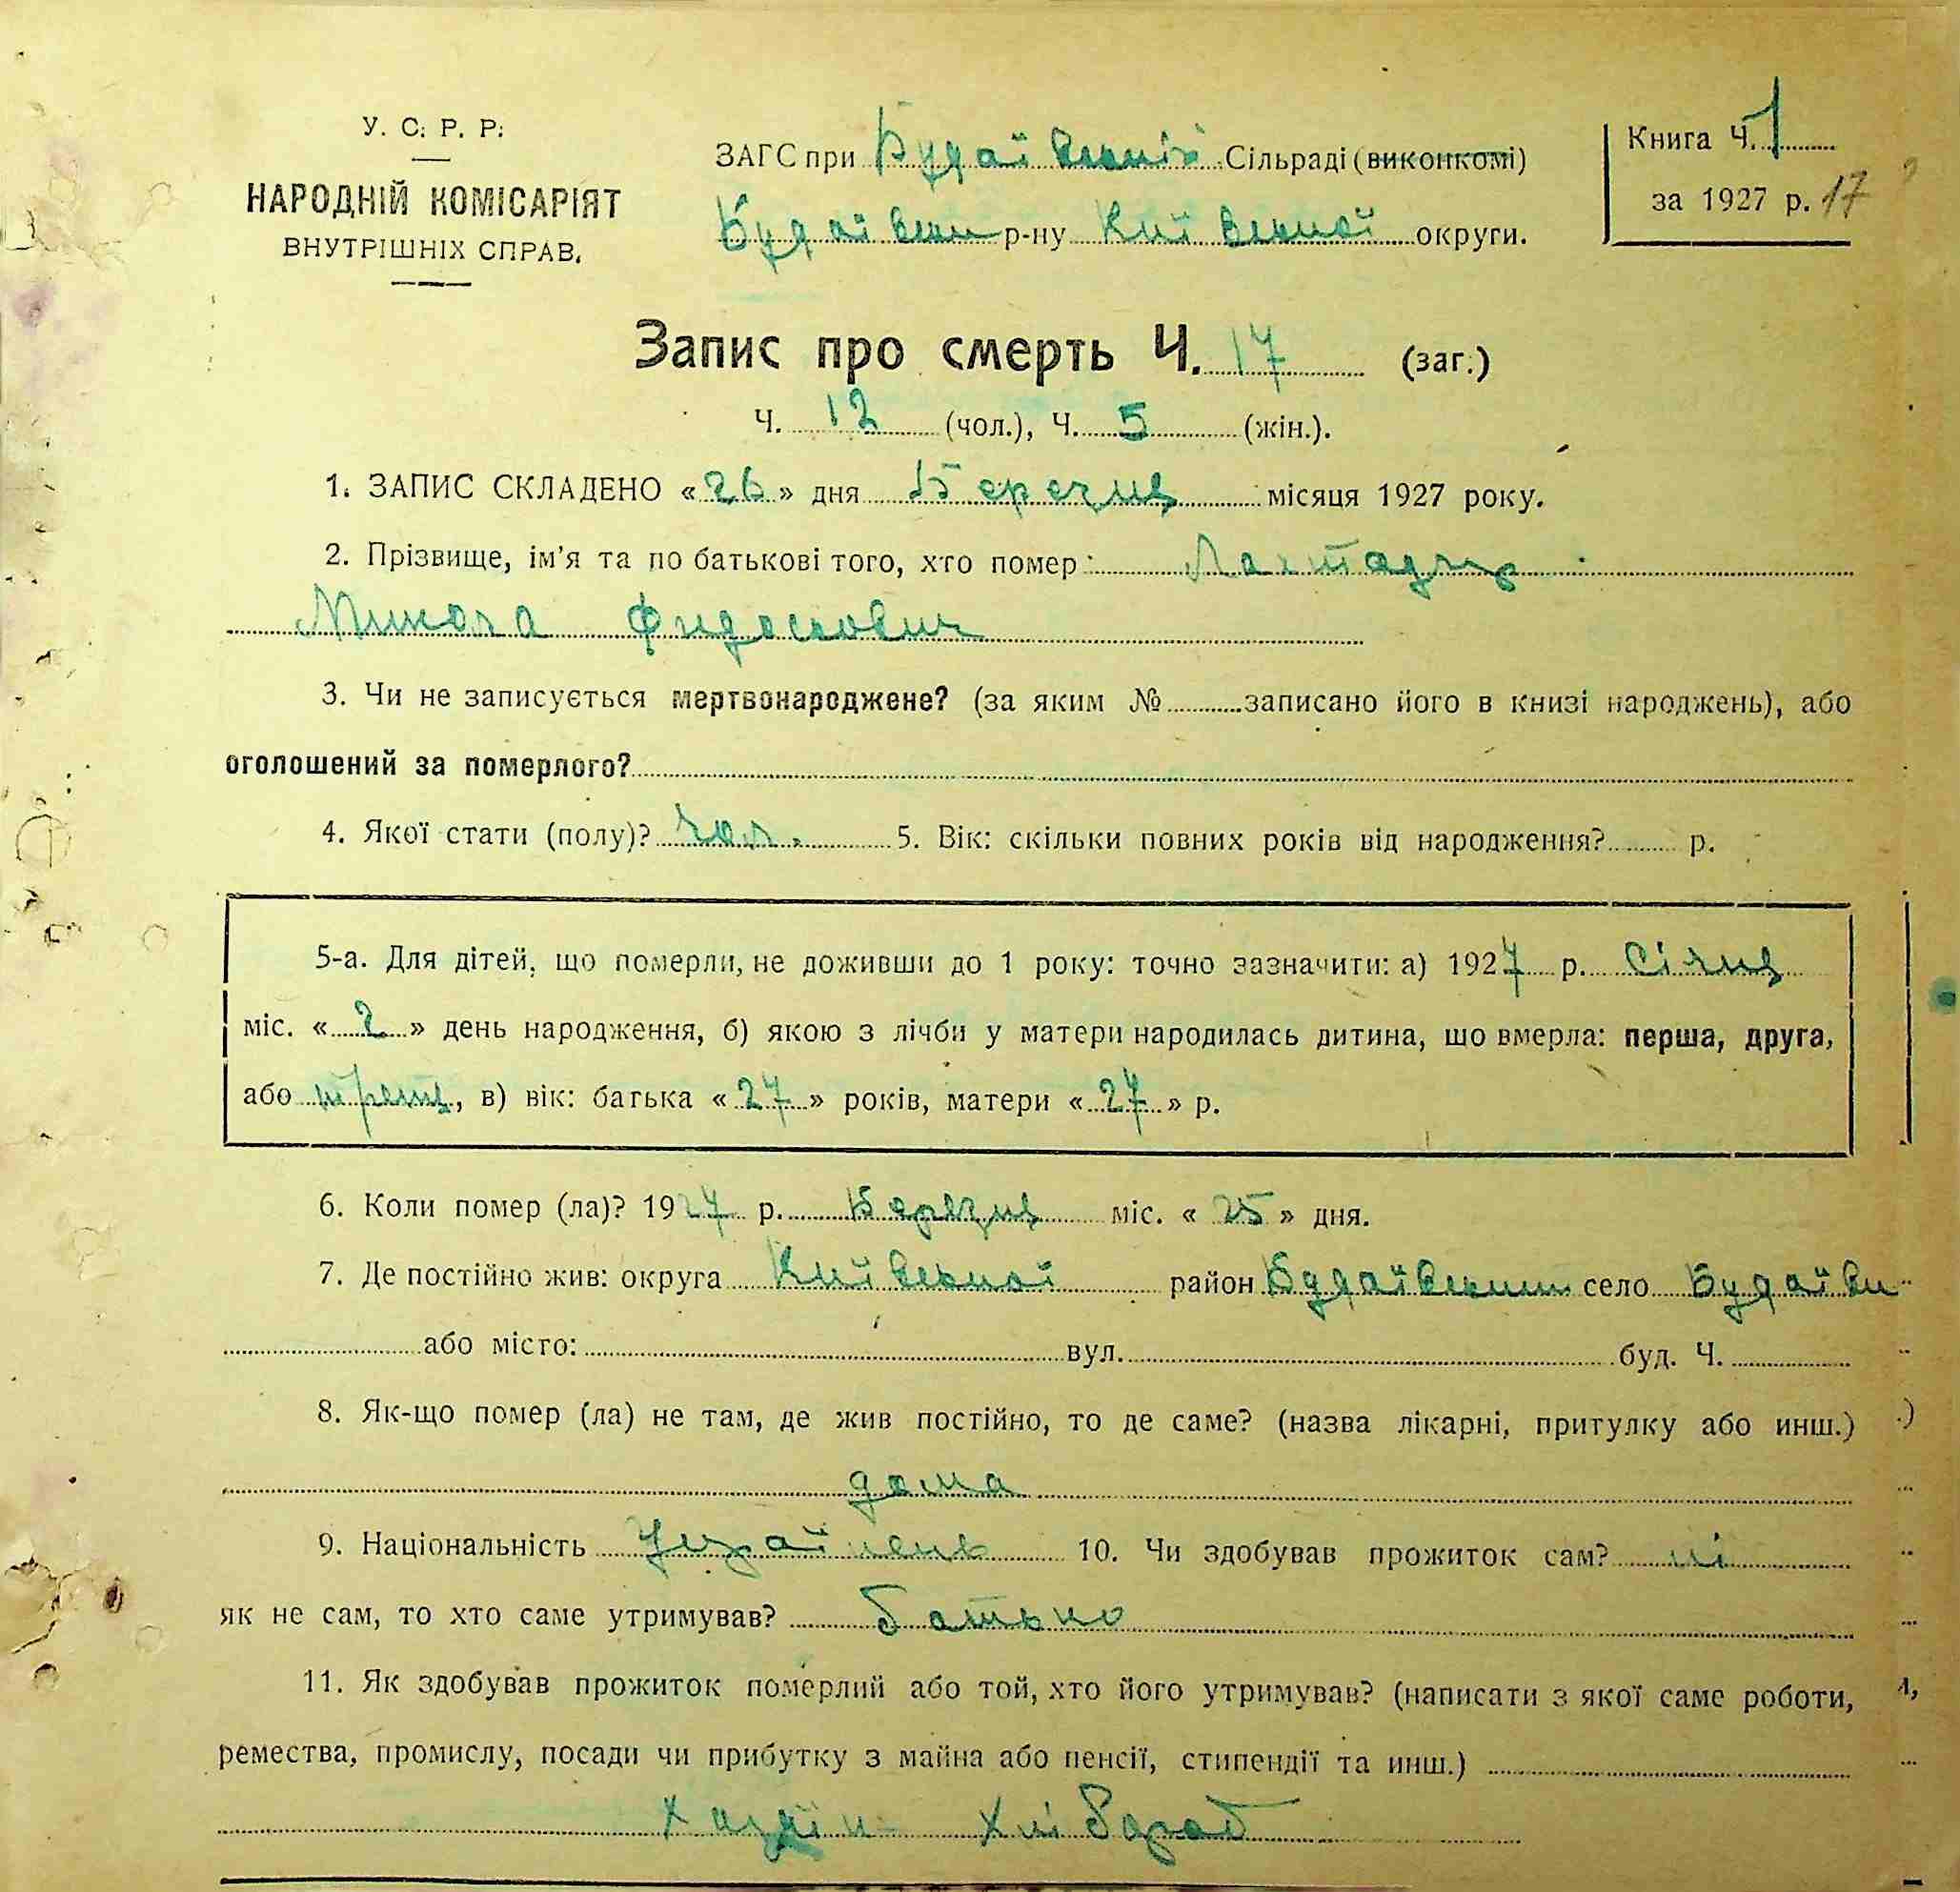 У. С. Р. Р.
НАРОДНІЙ КОМІСАРІЯТ
ВНУТРІШНІХ СПРАВ.
ЗАГС при Будаївській Сільраді (виконкомі)
Будаївськ р-ну Київської округи.
Книга Ч. 1
за 1927 р. 17
Запис про смерть Ч. 17 (заг.)
Ч. 12 (чол.), Ч. 5 (жін.).
1. ЗАПИС СКЛАДЕНО «26» дня Березня місяця 1927 року.
2. Прізвище, ім'я та по батькові того, хто помер:
Микола Фидосович
3. Чи не записується мертвонароджене? (за яким № записано його в книзі народжень), або
оголошений за померлого?
4. Якої стати (полу)? чол. 5. Вік: скільки повних років від народження? р.
5-а. Для дітей, що померли, не доживши до 1 року: точно зазначити: а) 1927 р. Січня
міс. «2» день народження, б) якою з лічби у матери народилась дитина, що вмерла: перша, друга,
або третя, в) вік: батька «27» років, матери «27» р.
6. Коли помер (ла)? 1927 р. Березня міс. «25» дня.
7. Де постійно жив: округа Київської район Будаївський село Будаївки
або місто: вул. буд. Ч.
8. Як-що помер (ла) не там, де жив постійно, то де саме? (назва лікарні, притулку або инш.)
дома
9. Національність Українець 10. Чи здобував прожиток сам? ні
як не сам, то хто саме утримував? батько
11. Як здобував прожиток померлий або той, хто його утримував? (написати з якої саме роботи,
ремества, промислу, посади чи прибутку з майна або пенсії, стипендії та инш.)
Хазяїн Хлібороб